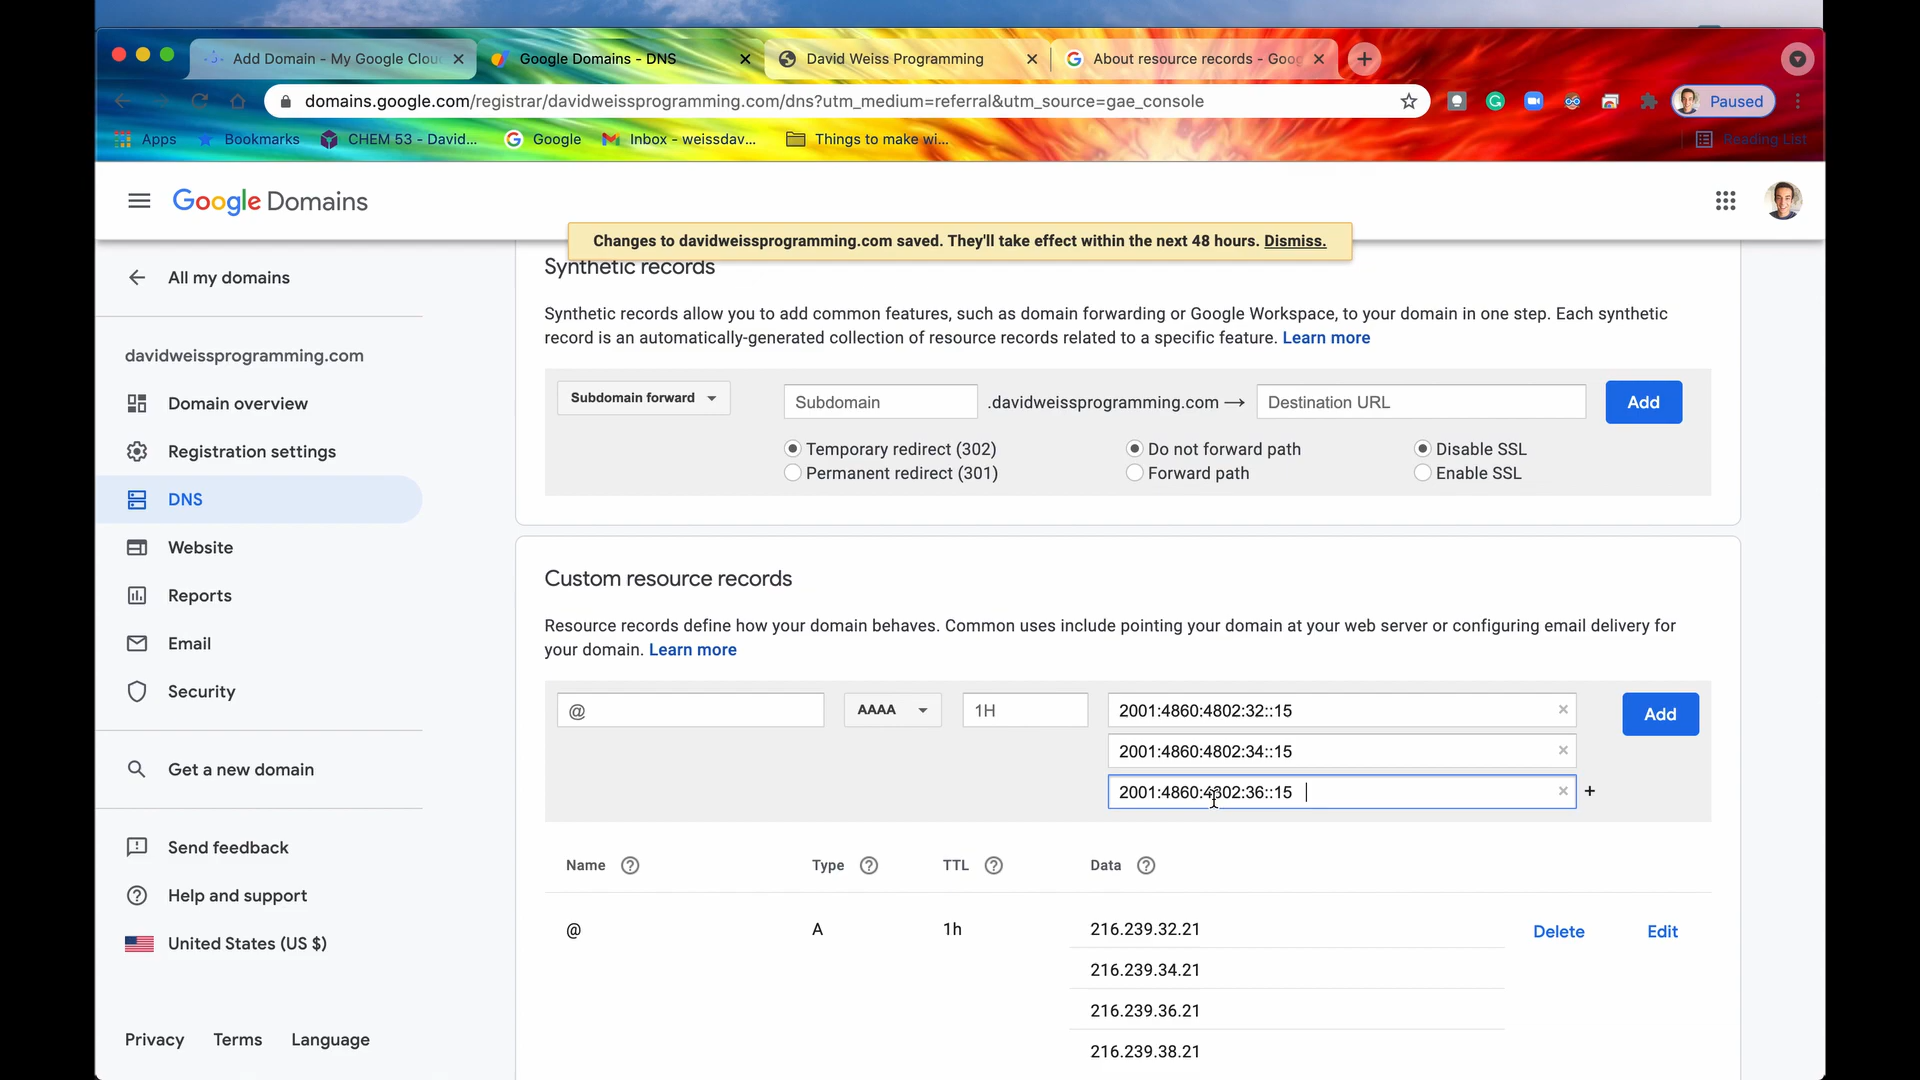 Add Domain - My Google Clou
Google Domains - DNS
David Weiss Programming
About resource records - Goog
domains.google.com/registrar/davidweissprogramming.com/dns?utm_medium=referral&utm_source=gae_console
Paused
Apps
Bookmarks
CHEM 53 - David...
Google
Inbox - weissdav...
Things to make wi...
Reading List
Google Domains
Changes to davidweissprogramming.com saved. They'll take effect within the next 48 hours. Dismiss.
All my domains
davidweissprogramming.com
Domain overview
Registration settings
DNS
Website
Reports
Email
Security
Get a new domain
Send feedback
Help and support
United States (US $)
Privacy Terms Language
Synthetic records
Synthetic records allow you to add common features, such as domain forwarding or Google Workspace, to your domain in one step. Each synthetic
record is an automatically-generated collection of resource records related to a specific feature. Learn more
Subdomain forward Subdomain .davidweissprogramming.com → Destination URL Add
Temporary redirect (302) Do not forward path Disable SSL
Permanent redirect (301) Forward path Enable SSL
Custom resource records
Resource records define how your domain behaves. Common uses include pointing your domain at your web server or configuring email delivery for
your domain. Learn more
@ AAAA 1H 2001:4860:4802:32::15 Add
2001:4860:4802:34::15
2001:4860:4802:36::15
Name Type TTL Data
@ A 1h 216.239.32.21 Delete Edit
216.239.34.21
216.239.36.21
216.239.38.21